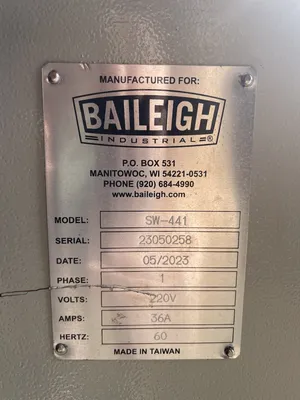 MANUFACTURED FOR:
BAILEIGH
INDUSTRIAL®
P.O. BOX 531
MANITOWOC, WI 54221-0531
PHONE (920) 684-4990
www.baileigh.com
MODEL: SW-441
SERIAL: 23050258
DATE: 05/2023
PHASE: 1
VOLTS: 220V
AMPS: 36A
HERTZ: 60
MADE IN TAIWAN